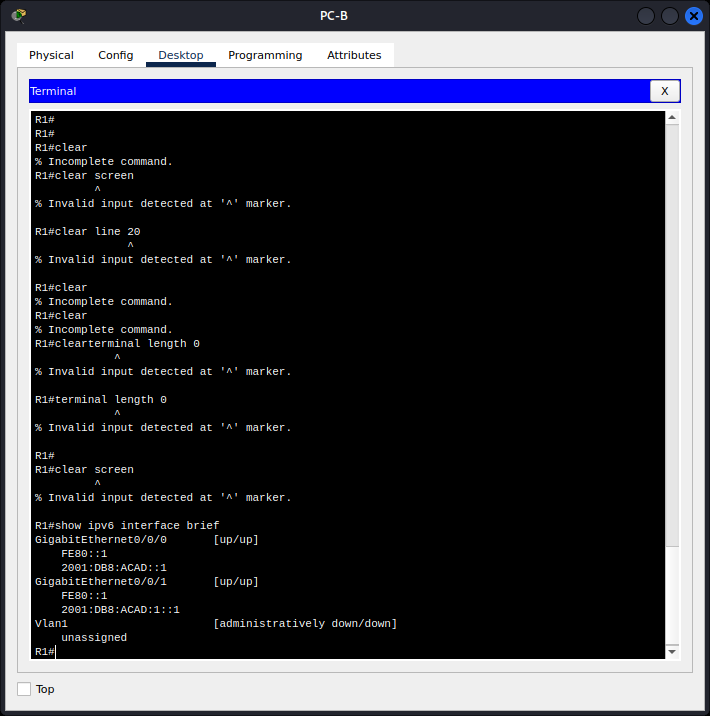 PC-B
Physical Config Desktop Programming Attributes
Terminal X
R1#
R1#
R1#clear
% Incomplete command.
R1#clear screen
^
% Invalid input detected at '^' marker.
R1#clear line 20
^
% Invalid input detected at '^' marker.
R1#clear
% Incomplete command.
R1#clear
% Incomplete command.
R1#clearterminal length 0
^
% Invalid input detected at '^' marker.
R1#terminal length 0
^
% Invalid input detected at '^' marker.
R1#
R1#clear screen
^
% Invalid input detected at '^' marker.
R1#show ipv6 interface brief
GigabitEthernet0/0/0 [up/up]
FE80::1
2001:DB8:ACAD::1
GigabitEthernet0/0/1 [up/up]
FE80::1
2001:DB8:ACAD:1::1
Vlan1 [administratively down/down]
unassigned
R1#
Top